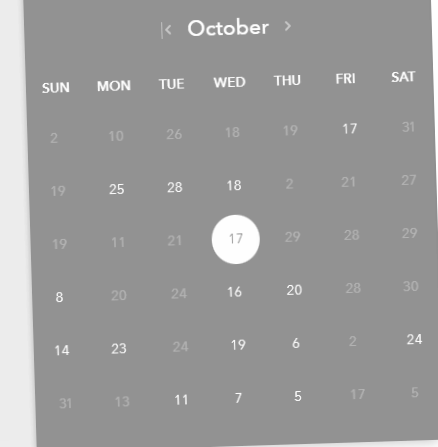 |< October >
SUN MON TUE WED THU FRI SAT
2 10 26 18 19 17 31
19 25 28 18 2 21 27
19 11 21 17 29 28 29
8 20 24 16 20 28 30
14 23 24 19 6 2 24
31 13 11 7 5 17 5